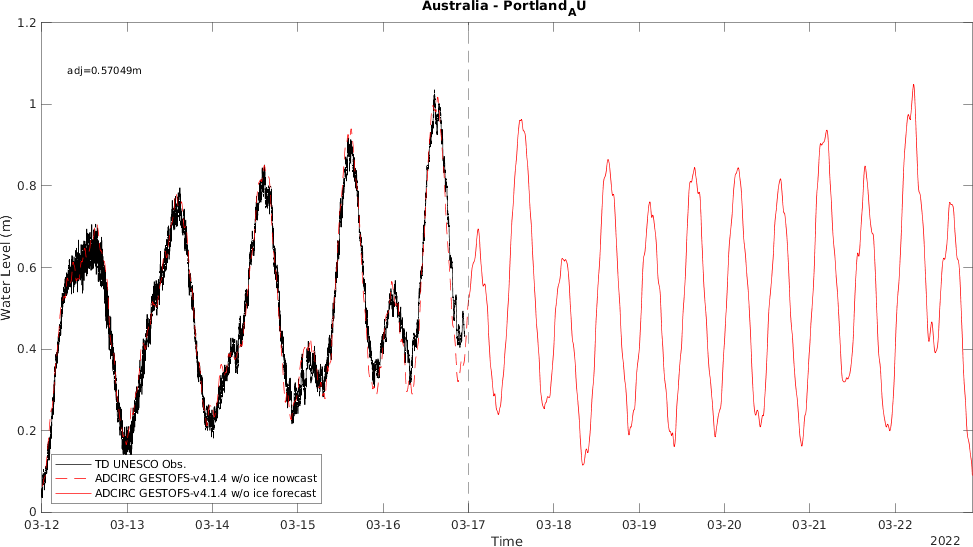 Australia - Portland_AU
adj=0.57049m
1.2
1
0.8
0.6
0.4
0.2
0
Water Level (m)
TD UNESCO Obs.
ADCIRC GESTOFS-v4.1.4 w/o ice nowcast
ADCIRC GESTOFS-v4.1.4 w/o ice forecast
03-12 03-13 03-14 03-15 03-16 03-17 03-18 03-19 03-20 03-21 03-22
Time
2022